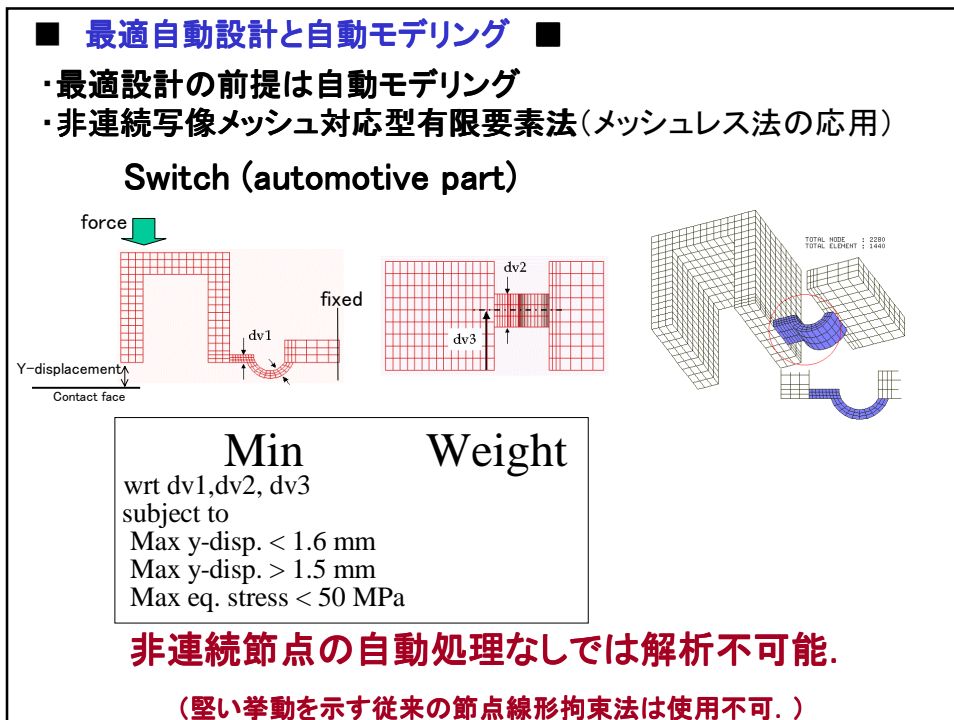 ■ 最適自動設計と自動モデリング ■
・最適設計の前提は自動モデリング
・非連続写像メッシュ対応型有限要素法（メッシュレス法の応用）
Switch (automotive part)
force
fixed
dv1
Y-displacement
Contact face
dv2
dv3
TOTAL NODE : 2280
TOTAL ELEMENT : 1440
Min Weight
wrt dv1,dv2, dv3
subject to
Max y-disp. < 1.6 mm
Max y-disp. > 1.5 mm
Max eq. stress < 50 MPa
非連続節点の自動処理なしでは解析不可能．
（堅い挙動を示す従来の節点線形拘束法は使用不可．）